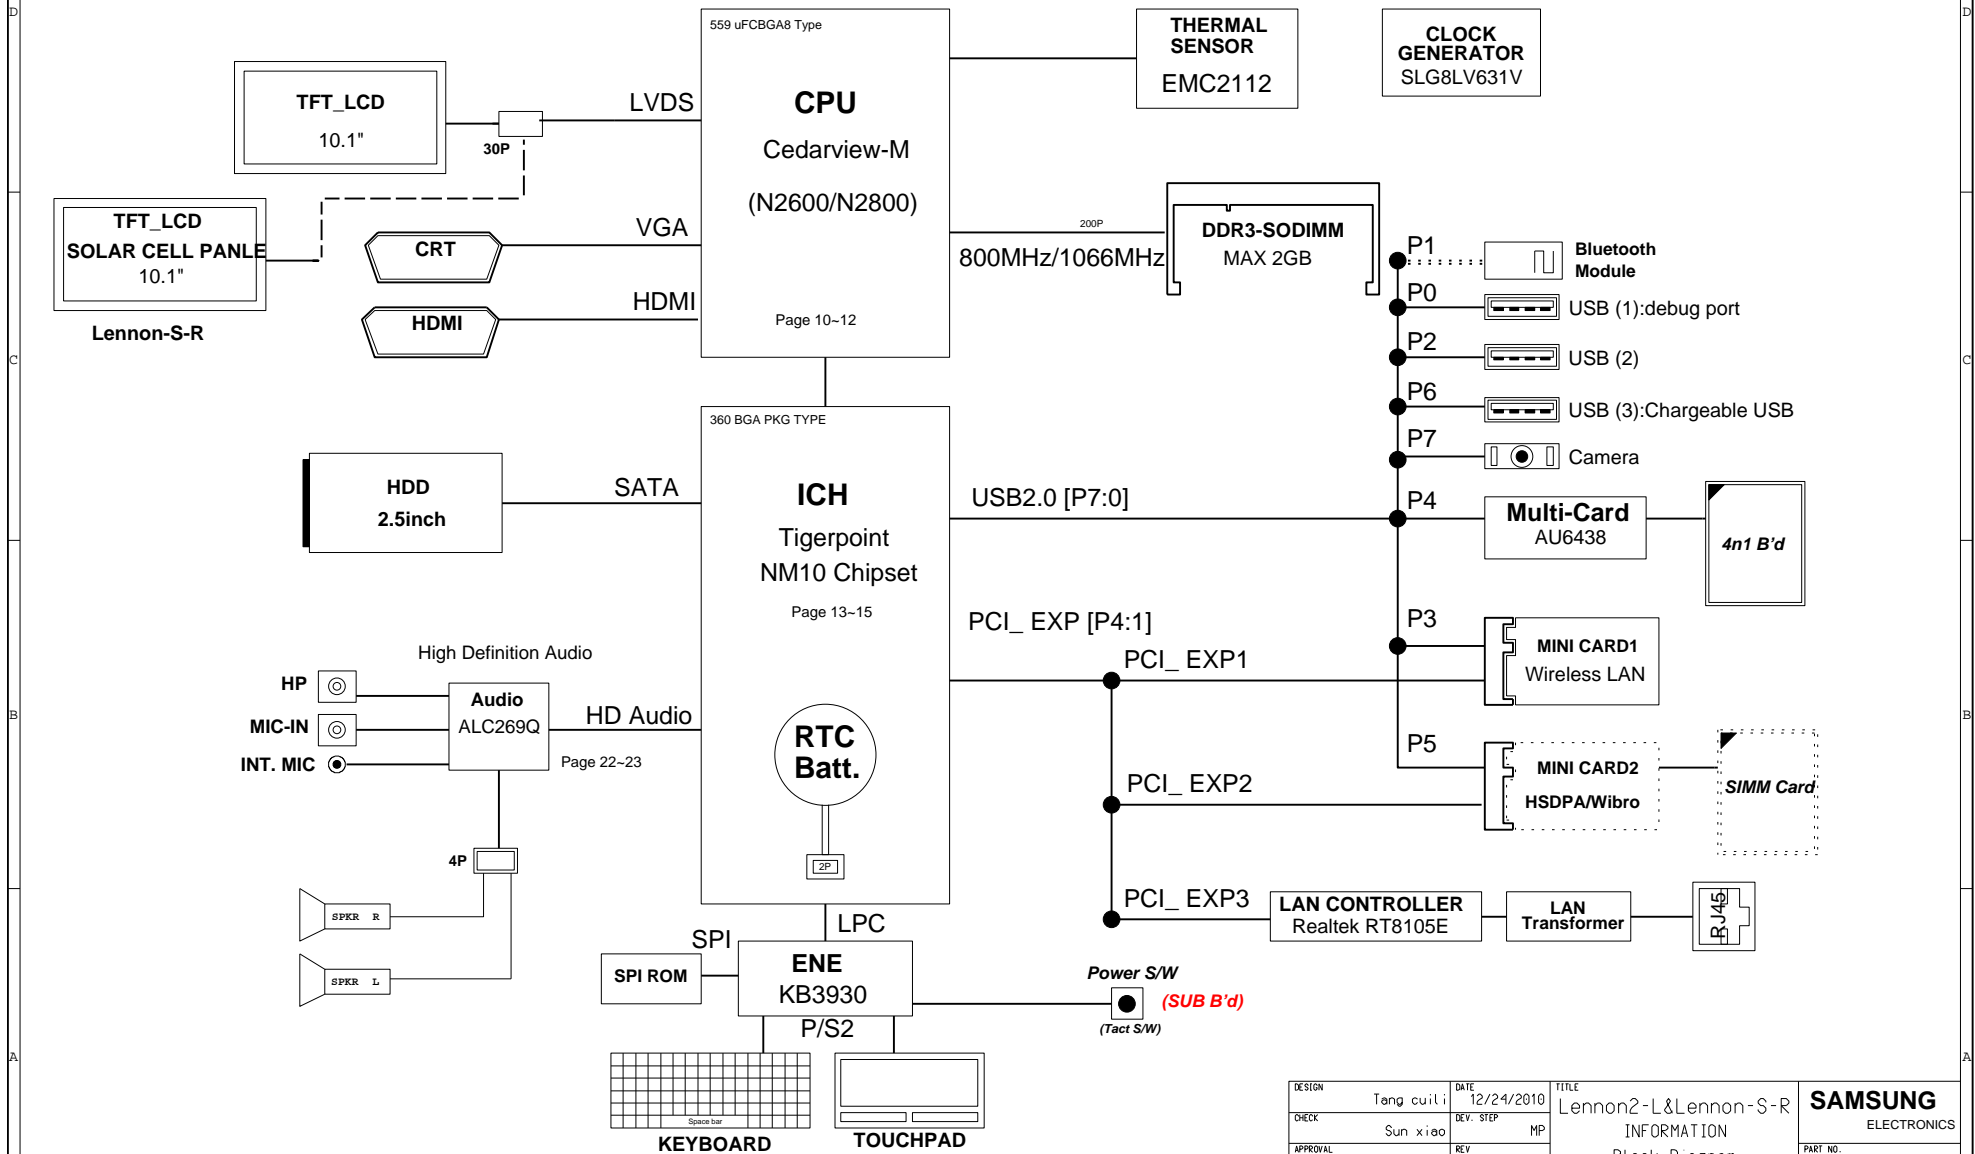 D
D
559 uFCBGA8 Type
CPU
Cedarview-M
(N2600/N2800)
Page 10~12
THERMAL
SENSOR
EMC2112
CLOCK
GENERATOR
SLG8LV631V
TFT_LCD
10.1"
30P
LVDS
TFT_LCD
SOLAR CELL PANLE
10.1"
Lennon-S-R
CRT
VGA
HDMI
HDMI
200P
800MHz/1066MHz
DDR3-SODIMM
MAX 2GB
P1
Bluetooth
Module
P0
USB (1):debug port
P2
USB (2)
C
C
P6
USB (3):Chargeable USB
P7
Camera
360 BGA PKG TYPE
ICH
Tigerpoint
NM10 Chipset
Page 13~15
HDD
2.5inch
SATA
USB2.0 [P7:0]
P4
Multi-Card
AU6438
4n1 B'd
PCI_ EXP [P4:1]
P3
MINI CARD1
Wireless LAN
PCI_ EXP1
High Definition Audio
HP
MIC-IN
INT. MIC
Audio
ALC269Q
HD Audio
Page 22~23
B
B
RTC
Batt.
2P
P5
MINI CARD2
HSDPA/Wibro
SIMM Card
PCI_ EXP2
4P
SPKR R
SPKR L
PCI_ EXP3
LAN CONTROLLER
Realtek RT8105E
LAN
Transformer
RJ45
LPC
SPI
SPI ROM
ENE
KB3930
P/S2
Power S/W
(SUB B'd)
(Tact S/W)
A
A
Space bar
KEYBOARD
TOUCHPAD
DESIGN
Tang cuili
DATE
12/24/2010
TITLE
Lennon2-L&Lennon-S-R
INFORMATION
SAMSUNG
ELECTRONICS
CHECK
Sun xiao
DEV. STEP
MP
APPROVAL
REV
PART NO.